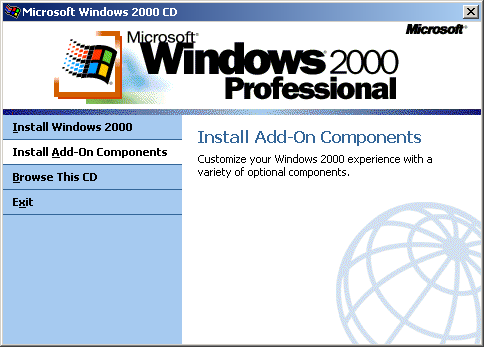 Microsoft Windows 2000 CD
Microsoft
Microsoft®
Windows®2000
Professional
Install Windows 2000
Install Add-On Components
Browse This CD
Exit
Install Add-On Components
Customize your Windows 2000 experience with a
variety of optional components.